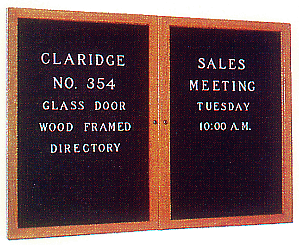 CLARIDGE
NO. 354
GLASS DOOR
WOOD FRAMED
DIRECTORY
SALES
MEETING
TUESDAY
10:00 A.M.